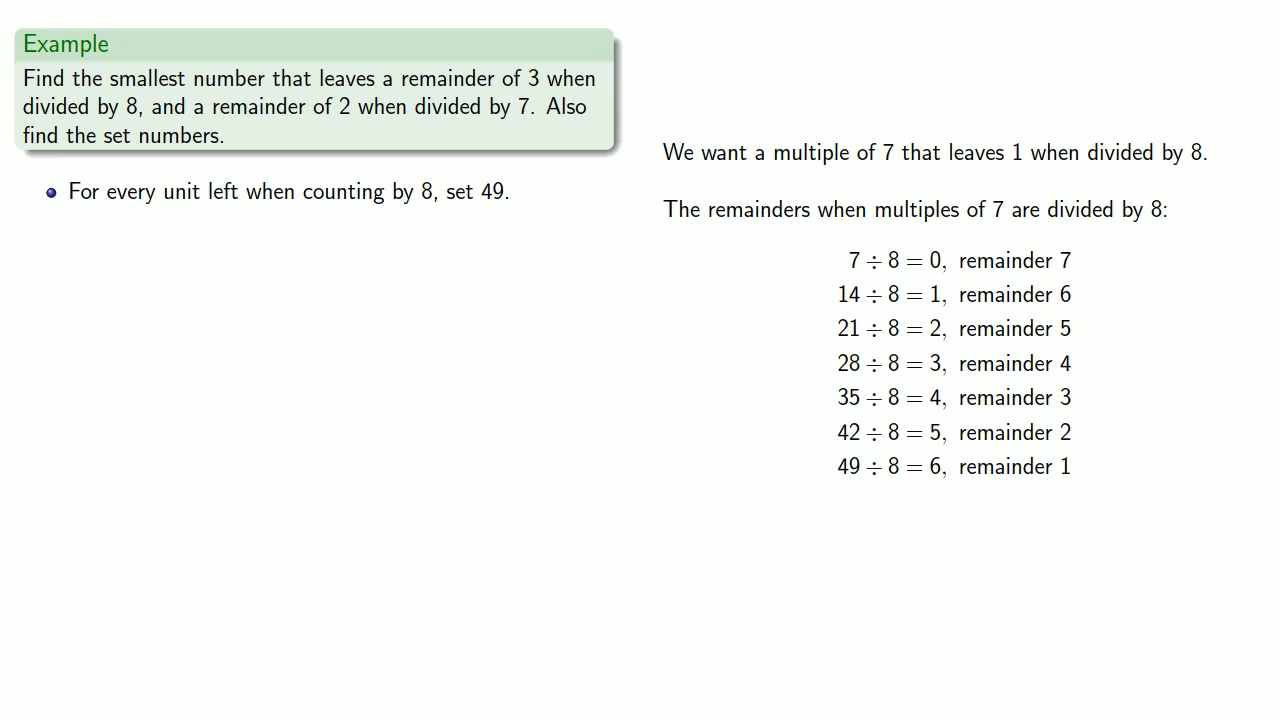 Example
Find the smallest number that leaves a remainder of 3 when
divided by 8, and a remainder of 2 when divided by 7. Also
find the set numbers.
For every unit left when counting by 8, set 49.
We want a multiple of 7 that leaves 1 when divided by 8.
The remainders when multiples of 7 are divided by 8:
7 ÷ 8 = 0, remainder 7
14 ÷ 8 = 1, remainder 6
21 ÷ 8 = 2, remainder 5
28 ÷ 8 = 3, remainder 4
35 ÷ 8 = 4, remainder 3
42 ÷ 8 = 5, remainder 2
49 ÷ 8 = 6, remainder 1